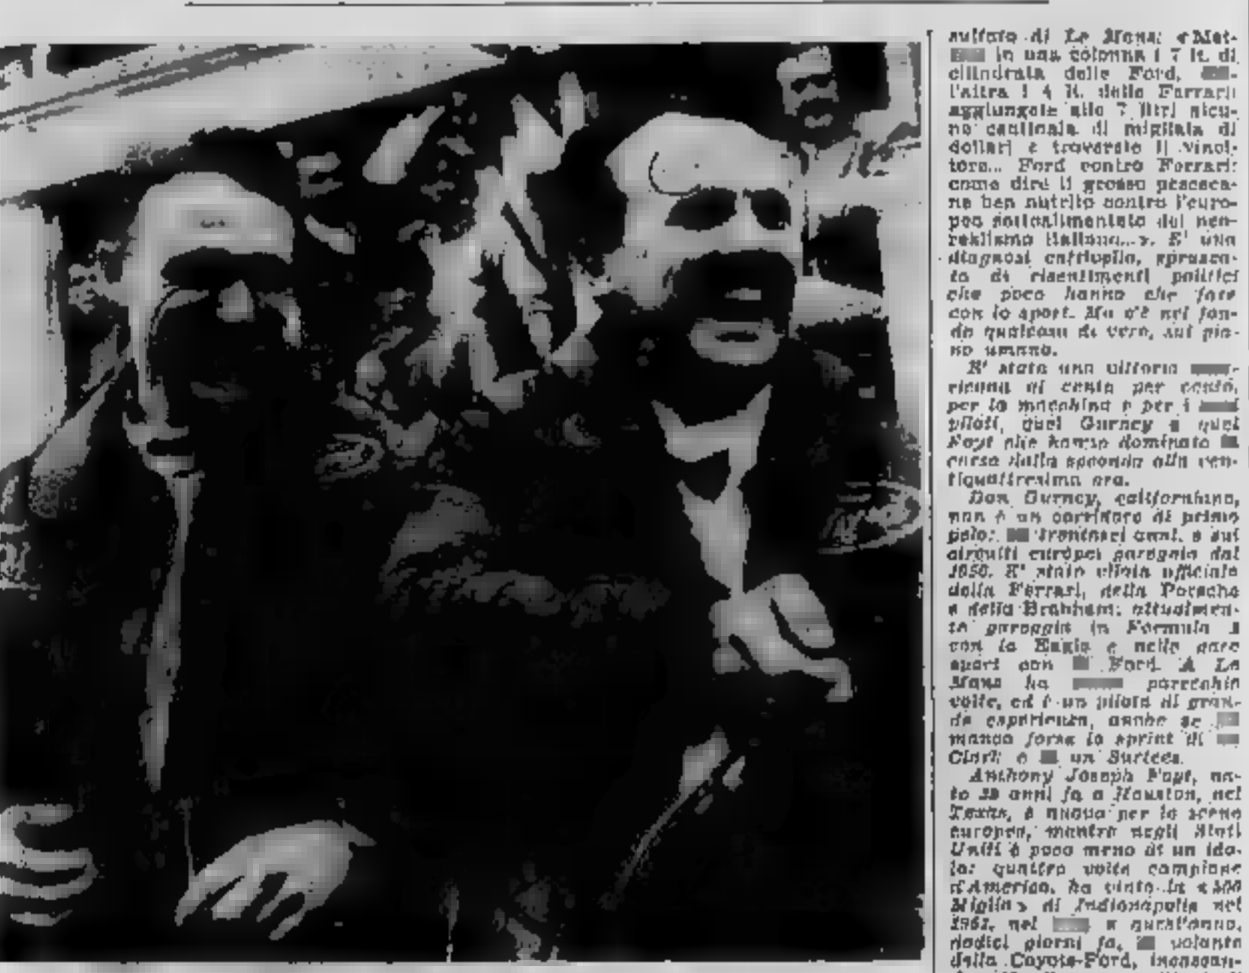 sultato di Le Mans: «Met-
in una colonna i 7 lt. di
cilindrata delle Ford,
l'altra i 4 lt. delle Ferrari:
aggiungete alle 7 litri alcu-
ne centinaia di migliaia di
dollari e troverete il vinci-
tore... Ford contro Ferrari:
come dire il grosso pesceca-
ne ben nutrito contro l'euro-
peo sottoalimentato del neo-
realismo italiano...». E' una
diagnosi cattivella, spruzza-
ta di risentimenti politici
che poco hanno che fare
con lo sport. Ma c'è nel fon-
do qualcosa di vero, sul pia-
no umano.
E' stata una vittoria
ricana al cento per cento,
per la macchina e per i
piloti, quel Gurney e quel
Foyt che hanno dominato
corsa dalla seconda alla ven-
tiquattresima ora.
Dan Gurney, californiano,
non è un corridore di primo
pelo: trentasei anni, e sui
circuiti europei gareggia dal
1958. E' stato pilota ufficiale
della Ferrari, della Porsche
e della Brabham; attualmen-
te gareggia in Formula 1
con la Eagle e nelle gare
sport con Ford. A Le
Mans ha parecchie
volte, ed è un pilota di gran-
de esperienza, anche se
manca forse lo sprint di
Clark o un Surtees.
Anthony Joseph Foyt, na-
to anni fa a Houston, nel
Texas, è nuovo per le scene
europee, mentre negli Stati
Uniti è poco meno di un ido-
lo: quattro volte campione
d'America, ha vinto la «500
Miglia» di Indianapolis nel
1961, nel e quest'anno,
dodici giorni fa, volante
della Coyote-Ford,